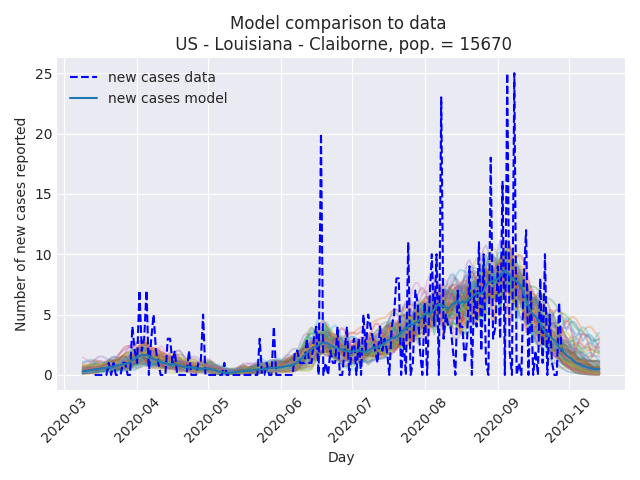 Model comparison to data
US - Louisiana - Claiborne, pop. = 15670
new cases data
new cases model
Number of new cases reported
25
20
15
10
5
0
2020-03
2020-04
2020-05
2020-06
2020-07
2020-08
2020-09
2020-10
Day